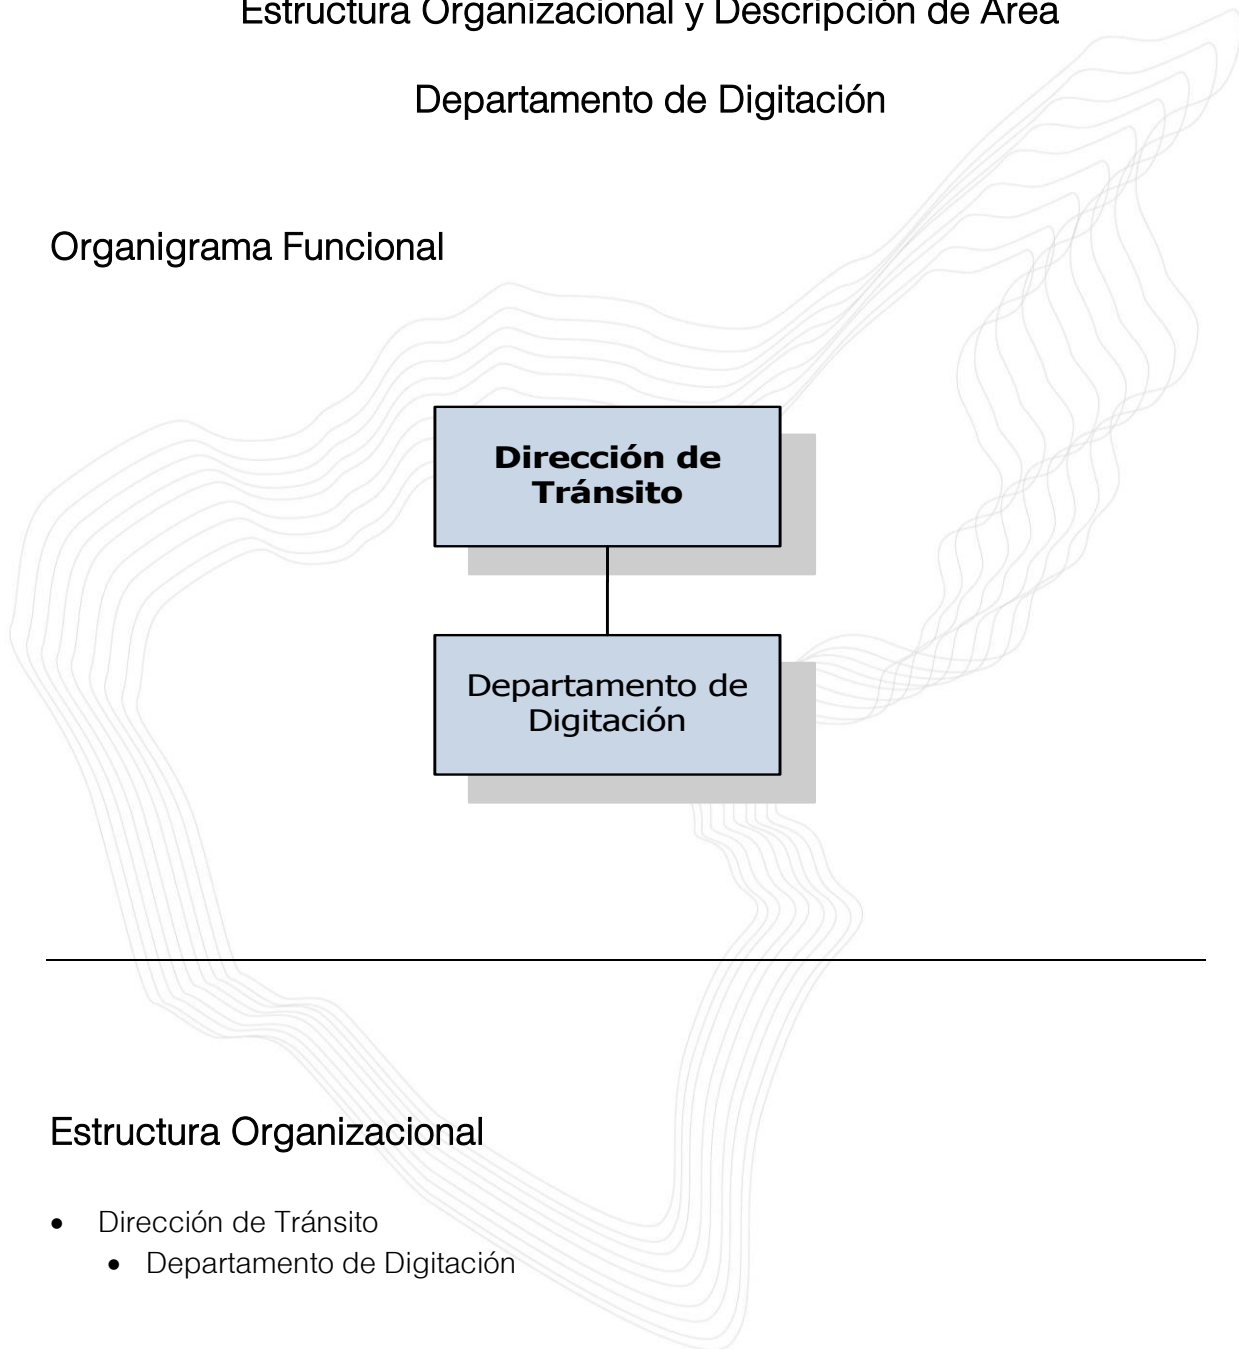 Estructura Organizacional y Descripción de Área
Departamento de Digitación
Organigrama Funcional
Dirección de
Tránsito
Departamento de
Digitación
Estructura Organizacional
• Dirección de Tránsito
• Departamento de Digitación